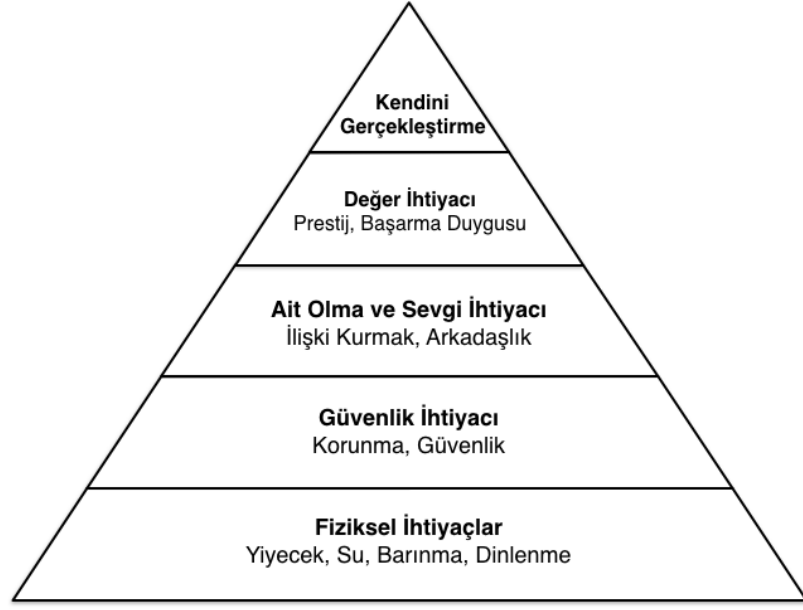 Kendini
Gerçekleştirme
Değer İhtiyacı
Prestij, Başarma Duygusu
Ait Olma ve Sevgi İhtiyacı
İlişki Kurmak, Arkadaşlık
Güvenlik İhtiyacı
Korunma, Güvenlik
Fiziksel İhtiyaçlar
Yiyecek, Su, Barınma, Dinlenme